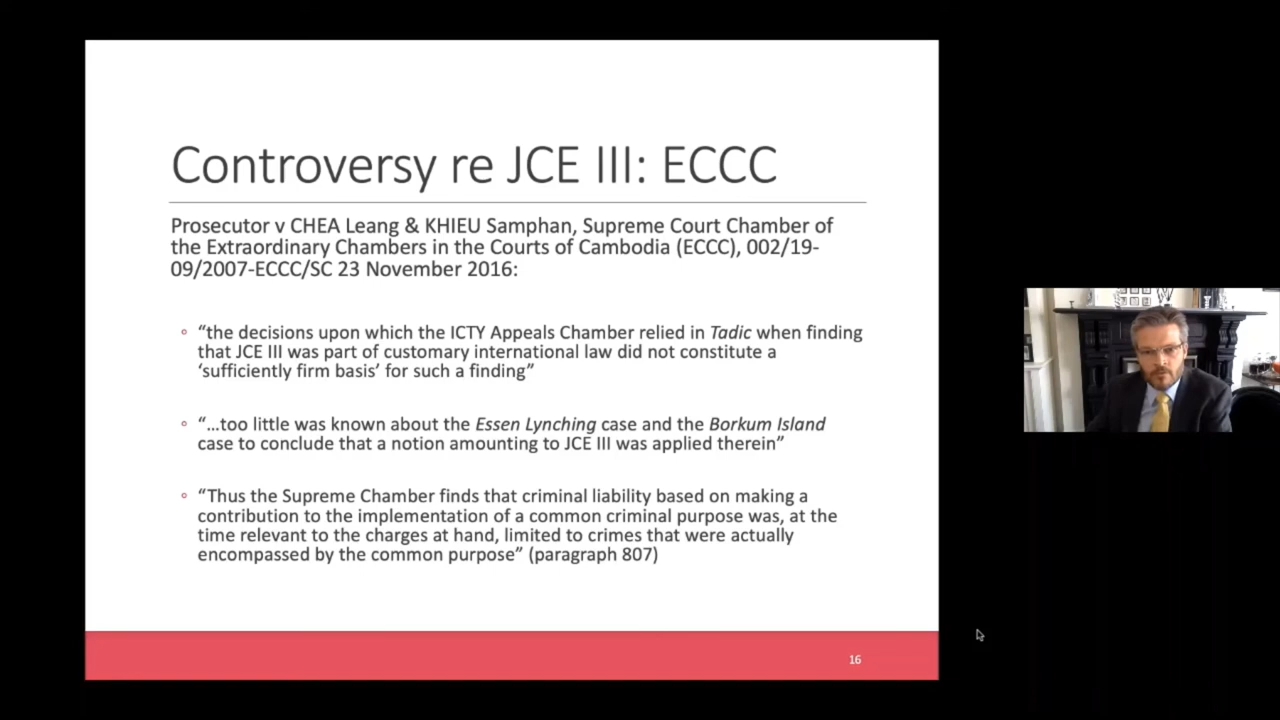 Controversy re JCE III: ECCC
Prosecutor v CHEA Leang & KHIEU Samphan, Supreme Court Chamber of
the Extraordinary Chambers in the Courts of Cambodia (ECCC), 002/19-
09/2007-ECCC/SC 23 November 2016:
“the decisions upon which the ICTY Appeals Chamber relied in Tadic when finding
that JCE III was part of customary international law did not constitute a
‘sufficiently firm basis’ for such a finding”
“…too little was known about the Essen Lynching case and the Borkum Island
case to conclude that a notion amounting to JCE III was applied therein”
“Thus the Supreme Chamber finds that criminal liability based on making a
contribution to the implementation of a common criminal purpose was, at the
time relevant to the charges at hand, limited to crimes that were actually
encompassed by the common purpose” (paragraph 807)
16